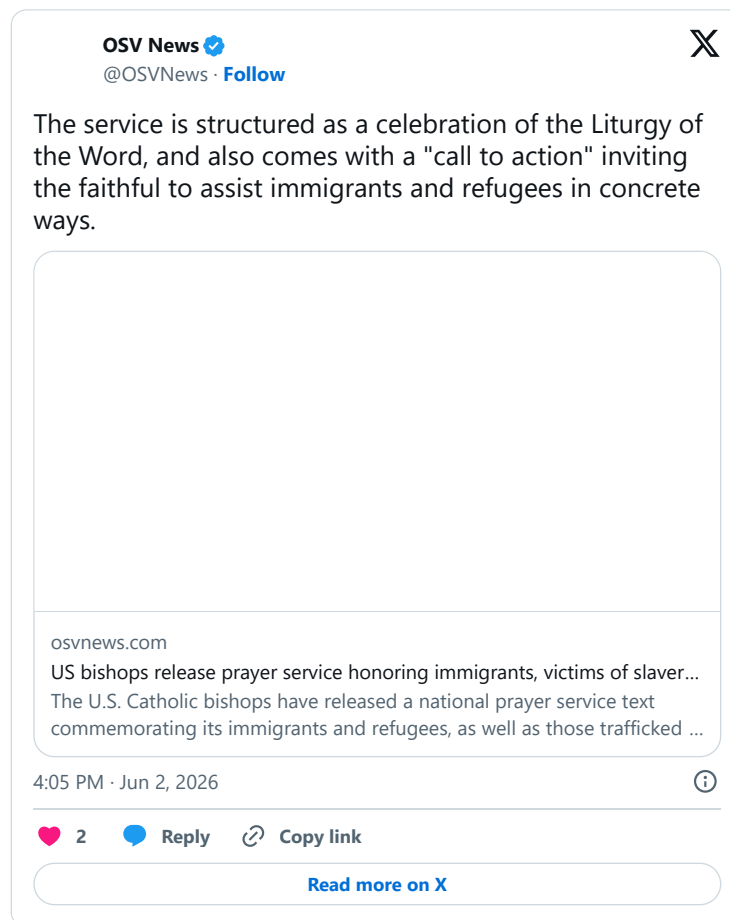 OSV News
@OSVNews · Follow
The service is structured as a celebration of the Liturgy of
the Word, and also comes with a "call to action" inviting
the faithful to assist immigrants and refugees in concrete
ways.
osvnews.com
US bishops release prayer service honoring immigrants, victims of slaver...
The U.S. Catholic bishops have released a national prayer service text
commemorating its immigrants and refugees, as well as those trafficked ...
4:05 PM · Jun 2, 2026
2 Reply Copy link
Read more on X